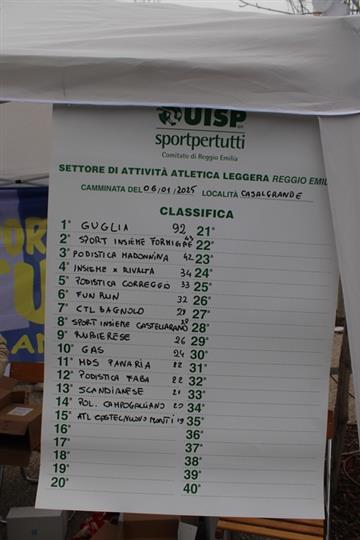 UISP
sportpertutti
Comitato di Reggio Emilia
SETTORE DI ATTIVITÀ ATLETICA LEGGERA REGGIO EMIL
CAMMINATA DEL 06/01/2025 LOCALITÀ CASALGRANDE
CLASSIFICA
1° GUGLIA 92 21°
2° SPORT INSIEME FORMIGINE 43 22°
3° PODISTICA MADONNINA 42 23°
4° INSIEME X RIVALTA 34 24°
5° PODISTICA CORREGGIO 33 25°
6° FUN RUN 32 26°
7° CTL BAGNOLO 29 27°
8° SPORT INSIEME CASTELLARANO 28 28°
9° RUBIERESE 26 29°
10° GAS 24 30°
11° MDS PANARIA 22 31°
12° PODISTICA FABA 22 32°
13° SCANDIANESE 21 33°
14° POL. CAMPOGALLIANO 20 34°
15° ATL CASTELNUOVO MONTI 19 35°
16° 36°
17° 37°
18° 38°
19° 39°
20° 40°